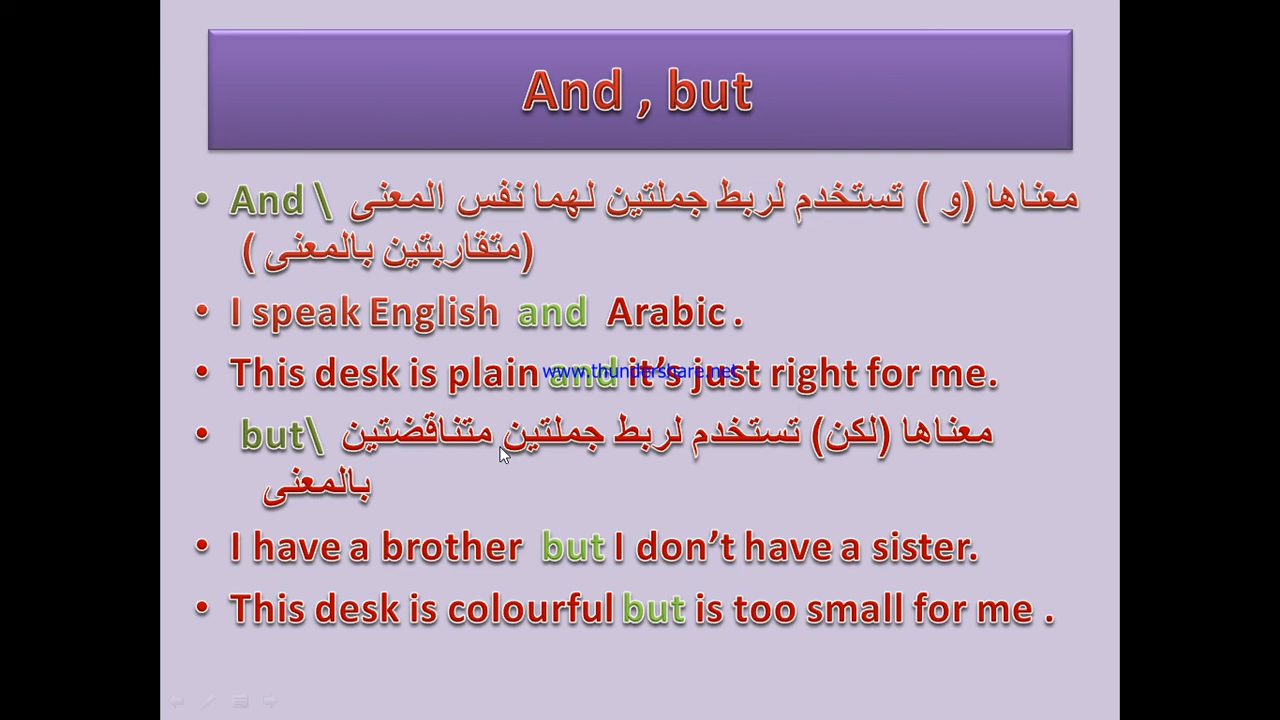 And , but
• And \ معناها (و ) تستخدم لربط جملتين لهما نفس المعنى
(متقاربتين بالمعنى )
• I speak English and Arabic .
• This desk is plain and it’s just right for me.
www.thundershare.net
• but\ معناها (لكن) تستخدم لربط جملتين متناقضتين
بالمعنى
• I have a brother but I don’t have a sister.
• This desk is colourful but is too small for me .